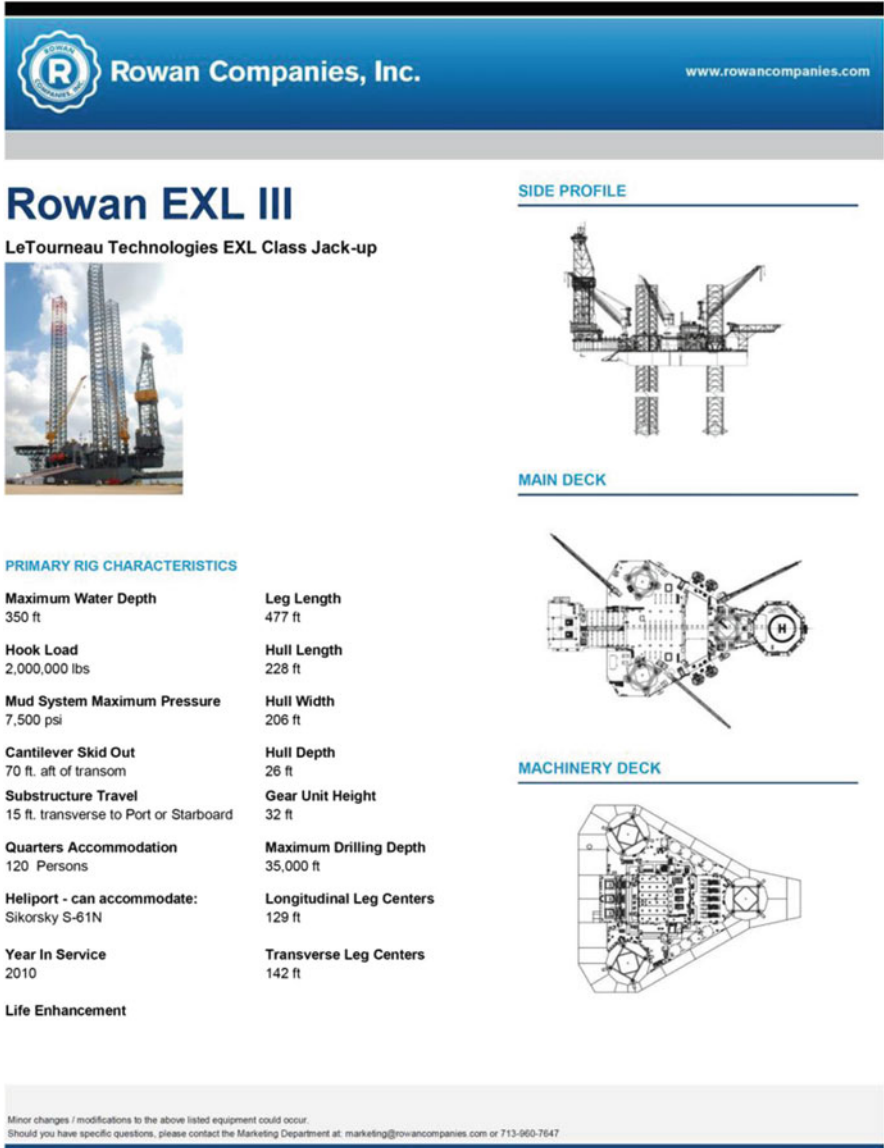 ROWAN
R
COMPANIES, INC.
Rowan Companies, Inc.
www.rowancompanies.com
Rowan EXL III
LeTourneau Technologies EXL Class Jack-up
PRIMARY RIG CHARACTERISTICS
Maximum Water Depth
350 ft
Hook Load
2,000,000 lbs
Mud System Maximum Pressure
7,500 psi
Cantilever Skid Out
70 ft. aft of transom
Substructure Travel
15 ft. transverse to Port or Starboard
Quarters Accommodation
120 Persons
Heliport - can accommodate:
Sikorsky S-61N
Year In Service
2010
Life Enhancement
Leg Length
477 ft
Hull Length
228 ft
Hull Width
206 ft
Hull Depth
26 ft
Gear Unit Height
32 ft
Maximum Drilling Depth
35,000 ft
Longitudinal Leg Centers
129 ft
Transverse Leg Centers
142 ft
SIDE PROFILE
MAIN DECK
H
MACHINERY DECK
Minor changes / modifications to the above listed equipment could occur.
Should you have specific questions, please contact the Marketing Department at: marketing@rowancompanies.com or 713-960-7647